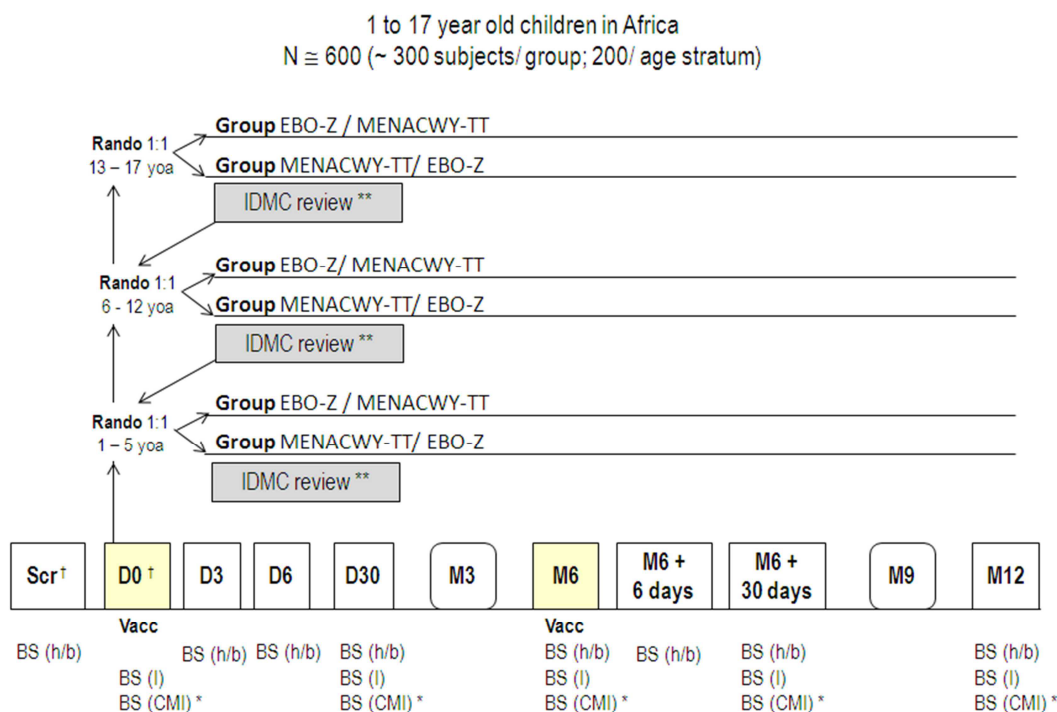 1 to 17 year old children in Africa
N ≅ 600 (~ 300 subjects/ group; 200/ age stratum)
Rando 1:1
13 – 17 yoa
Group EBO-Z / MENACWY-TT
Group MENACWY-TT/ EBO-Z
IDMC review **
Rando 1:1
6 - 12 yoa
Group EBO-Z/ MENACWY-TT
Group MENACWY-TT/ EBO-Z
IDMC review **
Rando 1:1
1 – 5 yoa
Group EBO-Z / MENACWY-TT
Group MENACWY-TT/ EBO-Z
IDMC review **
Scr† D0 † D3 D6 D30 M3 M6 M6 + 6 days M6 + 30 days M9 M12
Vacc Vacc
BS (h/b) BS (h/b) BS (h/b) BS (h/b) BS (h/b) BS (h/b) BS (h/b) BS (h/b)
BS (I) BS (I) BS (I) BS (I) BS (I)
BS (CMI) * BS (CMI) * BS (CMI) * BS (CMI) * BS (CMI) *